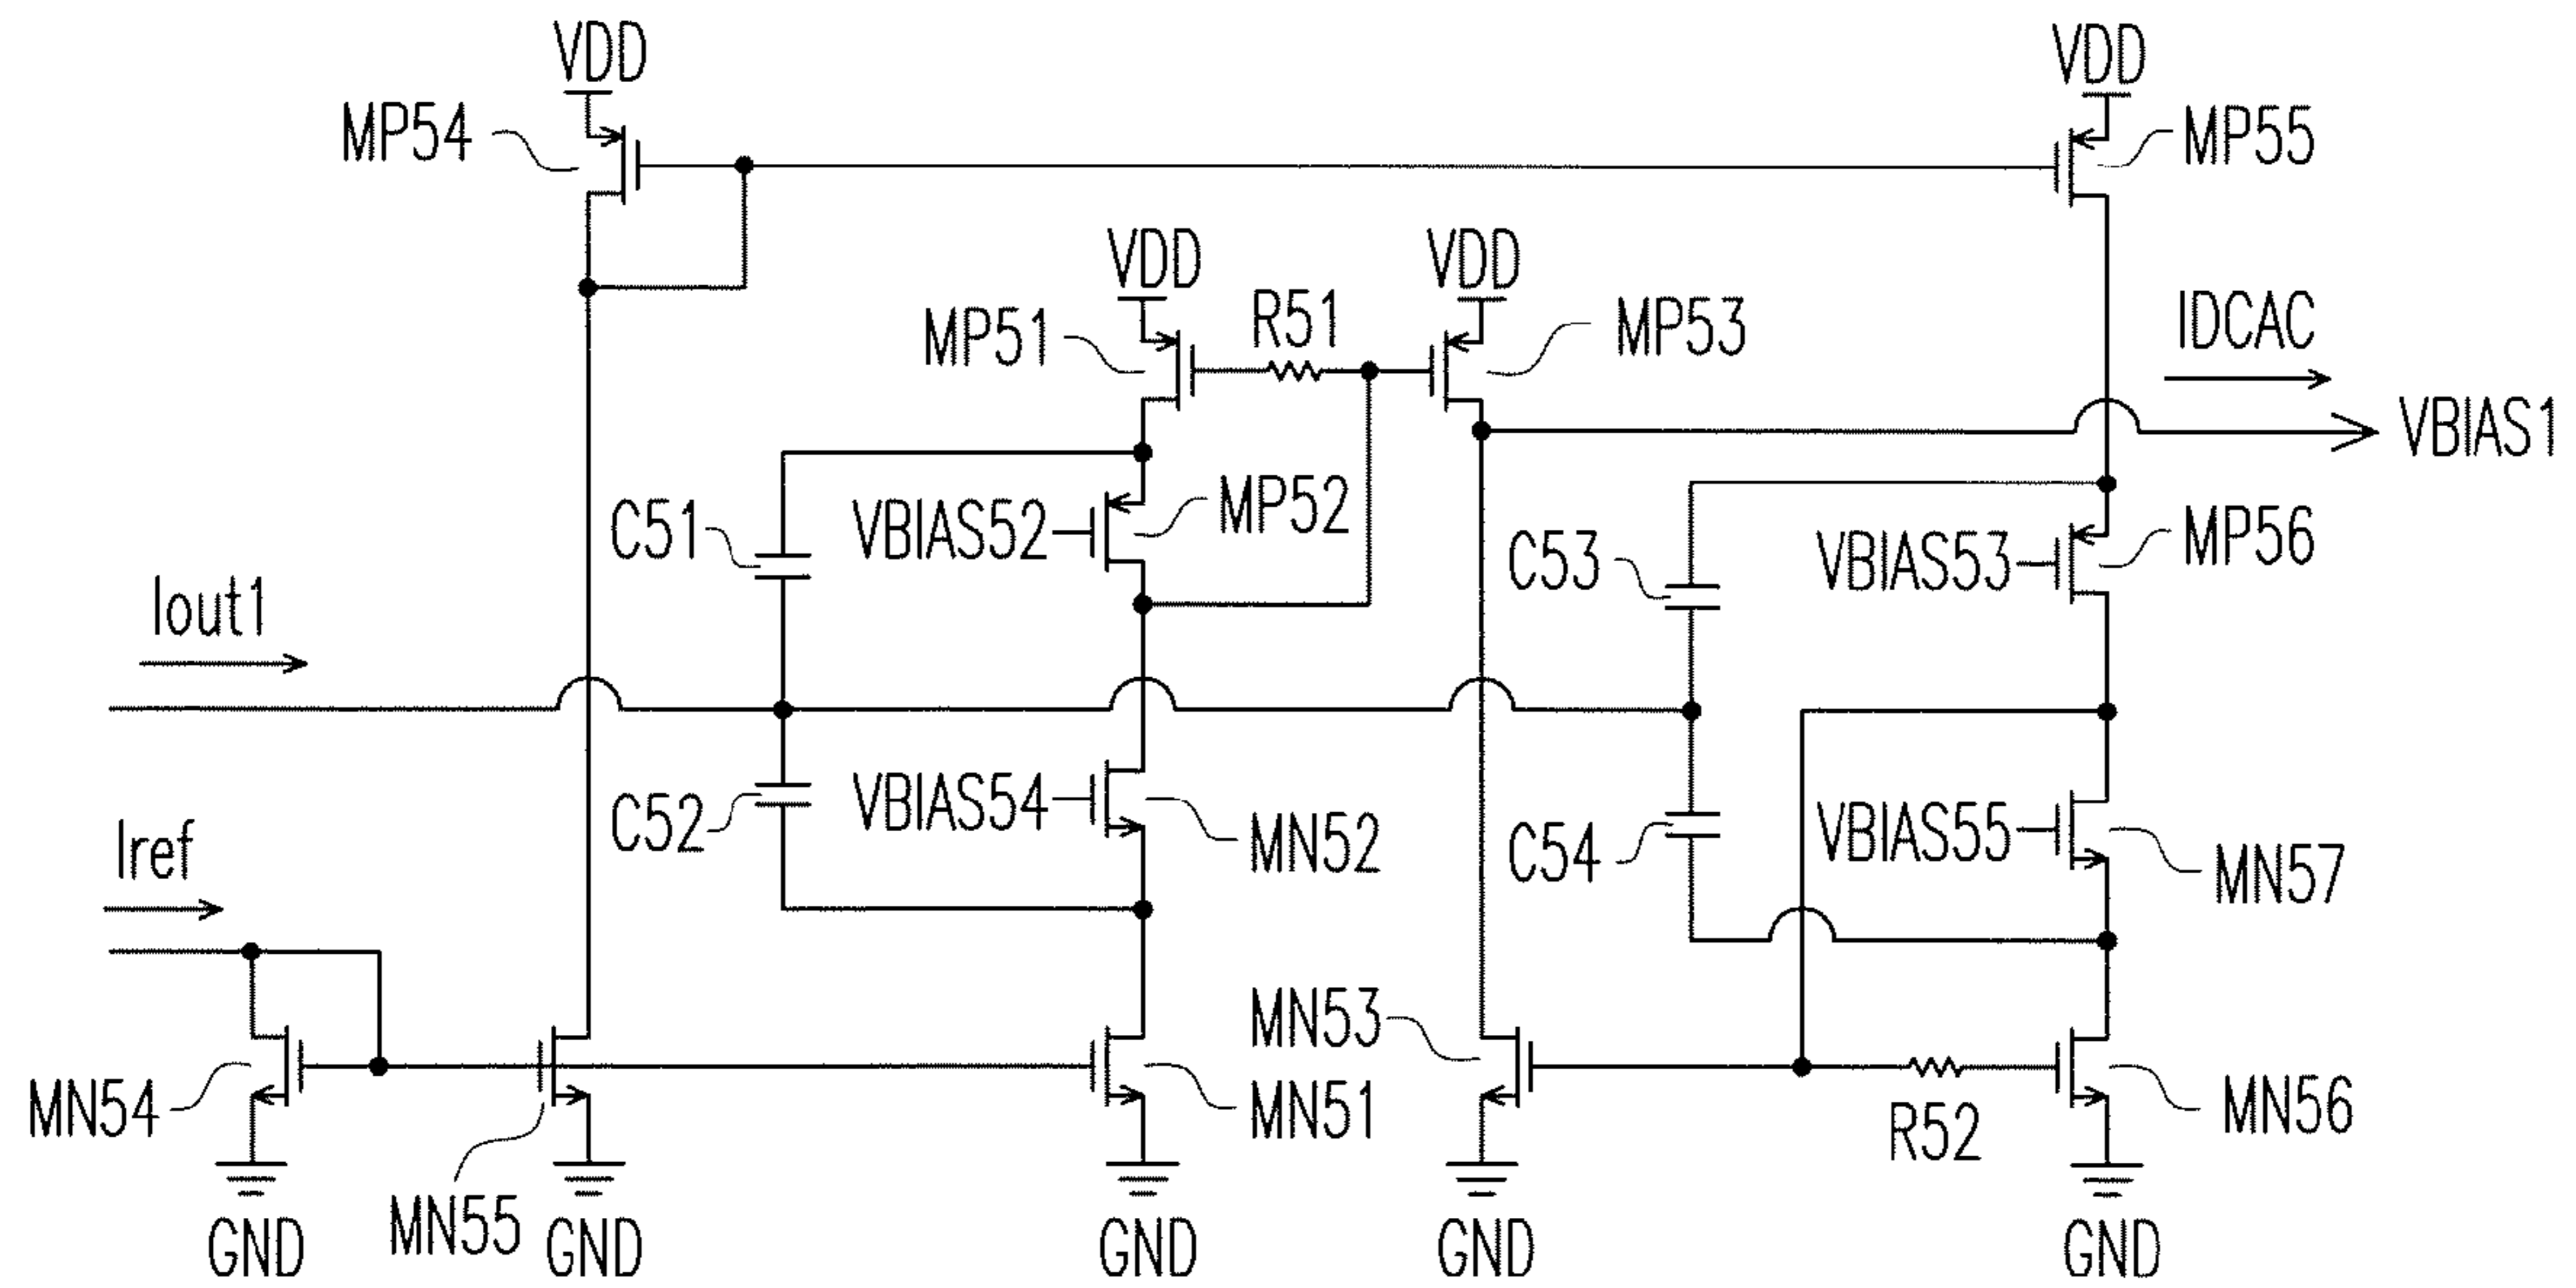 VDD
VDD
MP54
MP55
VDD
VDD
MP51
R51
MP53
IDCAC
VBIAS1
C51
VBIAS52
MP52
C53
VBIAS53
MP56
Iout1
C52
VBIAS54
MN52
C54
VBIAS55
MN57
Iref
MN53
MN54
MN51
R52
MN56
MN55
GND
GND
GND
GND
GND